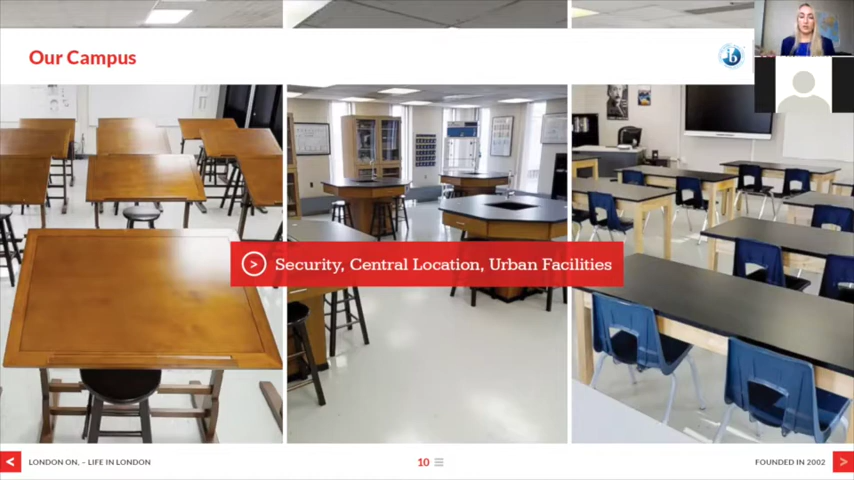 Our Campus
Security, Central Location, Urban Facilities
LONDON ON, – LIFE IN LONDON
10
FOUNDED IN 2002